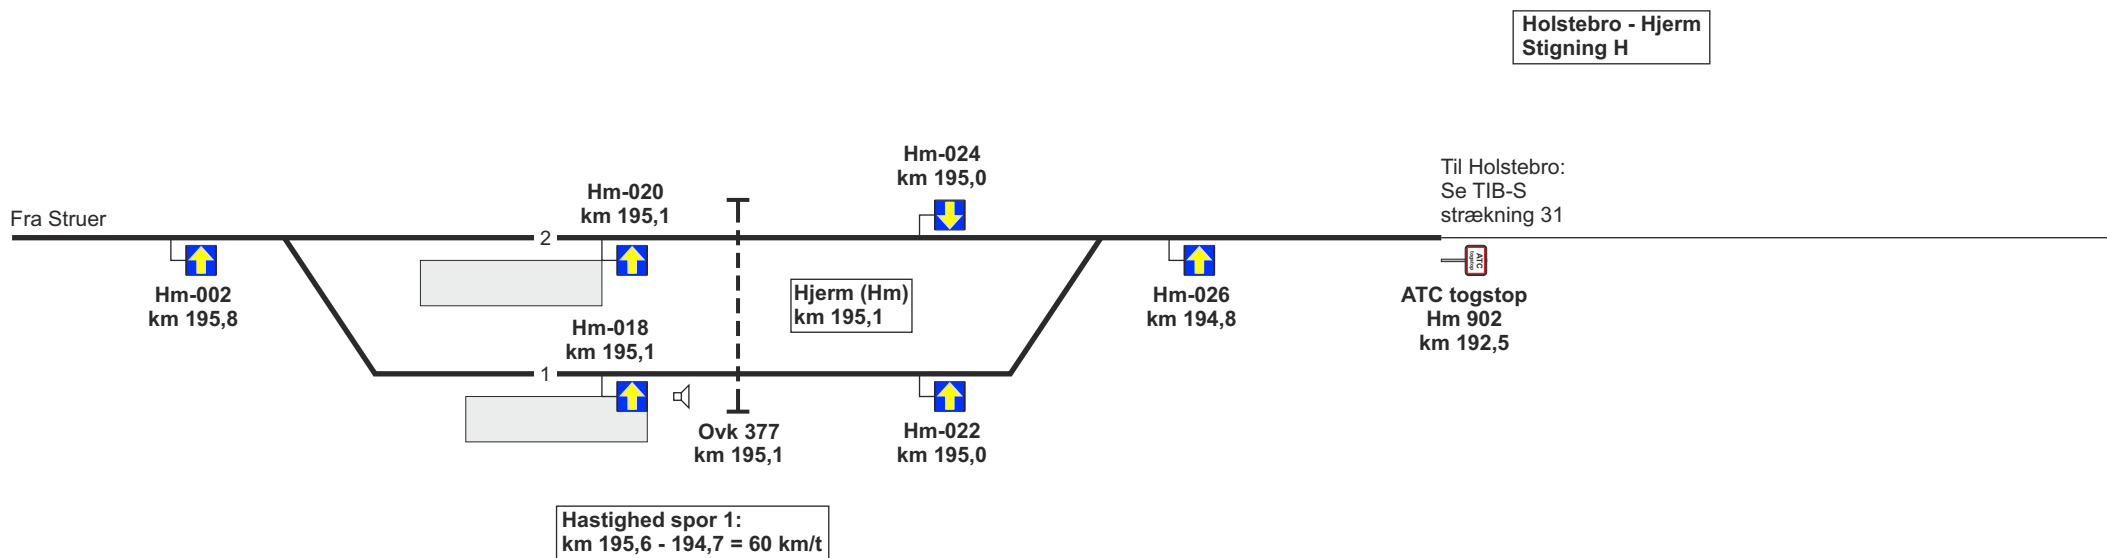 Holstebro - Hjerm
Stigning H
Hm-024
km 195,0
Til Holstebro:
Se TIB-S
strækning 31
Hm-020
km 195,1
Fra Struer
2
Hm-002
km 195,8
Hjerm (Hm)
km 195,1
Hm-026
km 194,8
ATC
togstop
ATC togstop
Hm 902
km 192,5
Hm-018
km 195,1
1
Ovk 377
km 195,1
Hm-022
km 195,0
Hastighed spor 1:
km 195,6 - 194,7 = 60 km/t